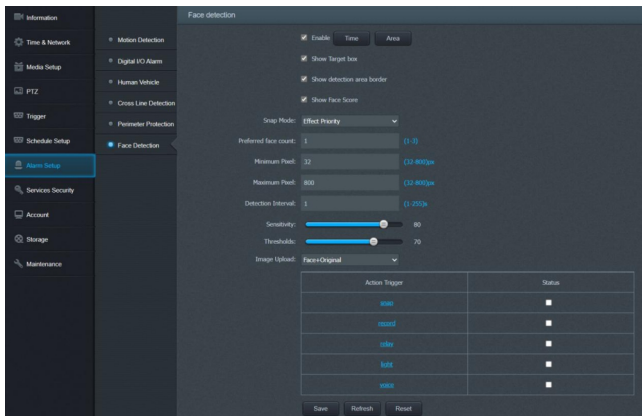 Face detection
Information
Time & Network
Media Setup
PTZ
Trigger
Schedule Setup
Alarm Setup
Services Security
Account
Storage
Maintenance
Motion Detection
Digital I/O Alarm
Human Vehicle
Cross Line Detection
Perimeter Protection
Face Detection
Enable Time Area
Show Target box
Show detection area border
Show Face Score
Snap Mode: Effect Priority
Preferred face count: 1 (1-3)
Minimum Pixel: 32 (32-800)px
Maximum Pixel: 800 (32-800)px
Detection Interval: 1 (1-255)s
Sensitivity: 80
Thresholds: 70
Image Upload: Face+Original
Action Trigger Status
record
relay
light
voice
Save Refresh Reset